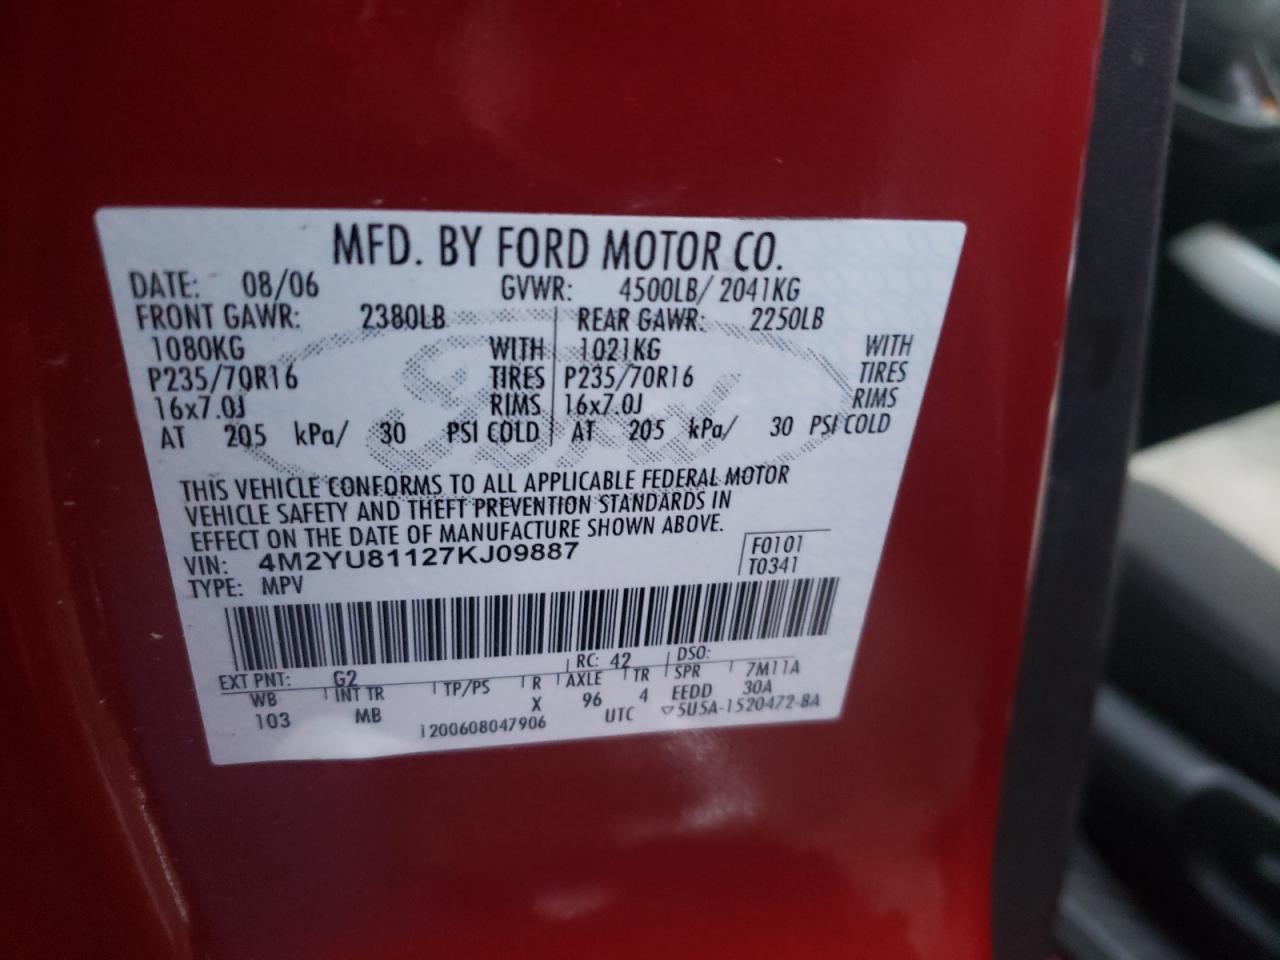 MFD. BY FORD MOTOR CO.
DATE: 08/06 GVWR: 4500LB/ 2041KG
FRONT GAWR: 2380LB REAR GAWR: 2250LB
1080KG WITH 1021KG WITH
P235/70R16 TIRES P235/70R16 TIRES
16x7.0J RIMS 16x7.0J RIMS
AT 205 kPa/ 30 PSI COLD AT 205 kPa/ 30 PSI COLD
THIS VEHICLE CONFORMS TO ALL APPLICABLE FEDERAL MOTOR
VEHICLE SAFETY AND THEFT PREVENTION STANDARDS IN
EFFECT ON THE DATE OF MANUFACTURE SHOWN ABOVE.
VIN: 4M2YU81127KJ09887 F0101
TYPE: MPV T0341
EXT PNT: G2 RC: 42 DSO:
WB INT TR TP/PS R AXLE TR SPR 7M11A
103 MB X 96 4 EEDD 30A
1200608047906 UTC ▽5U5A-1520472-BA
Ford